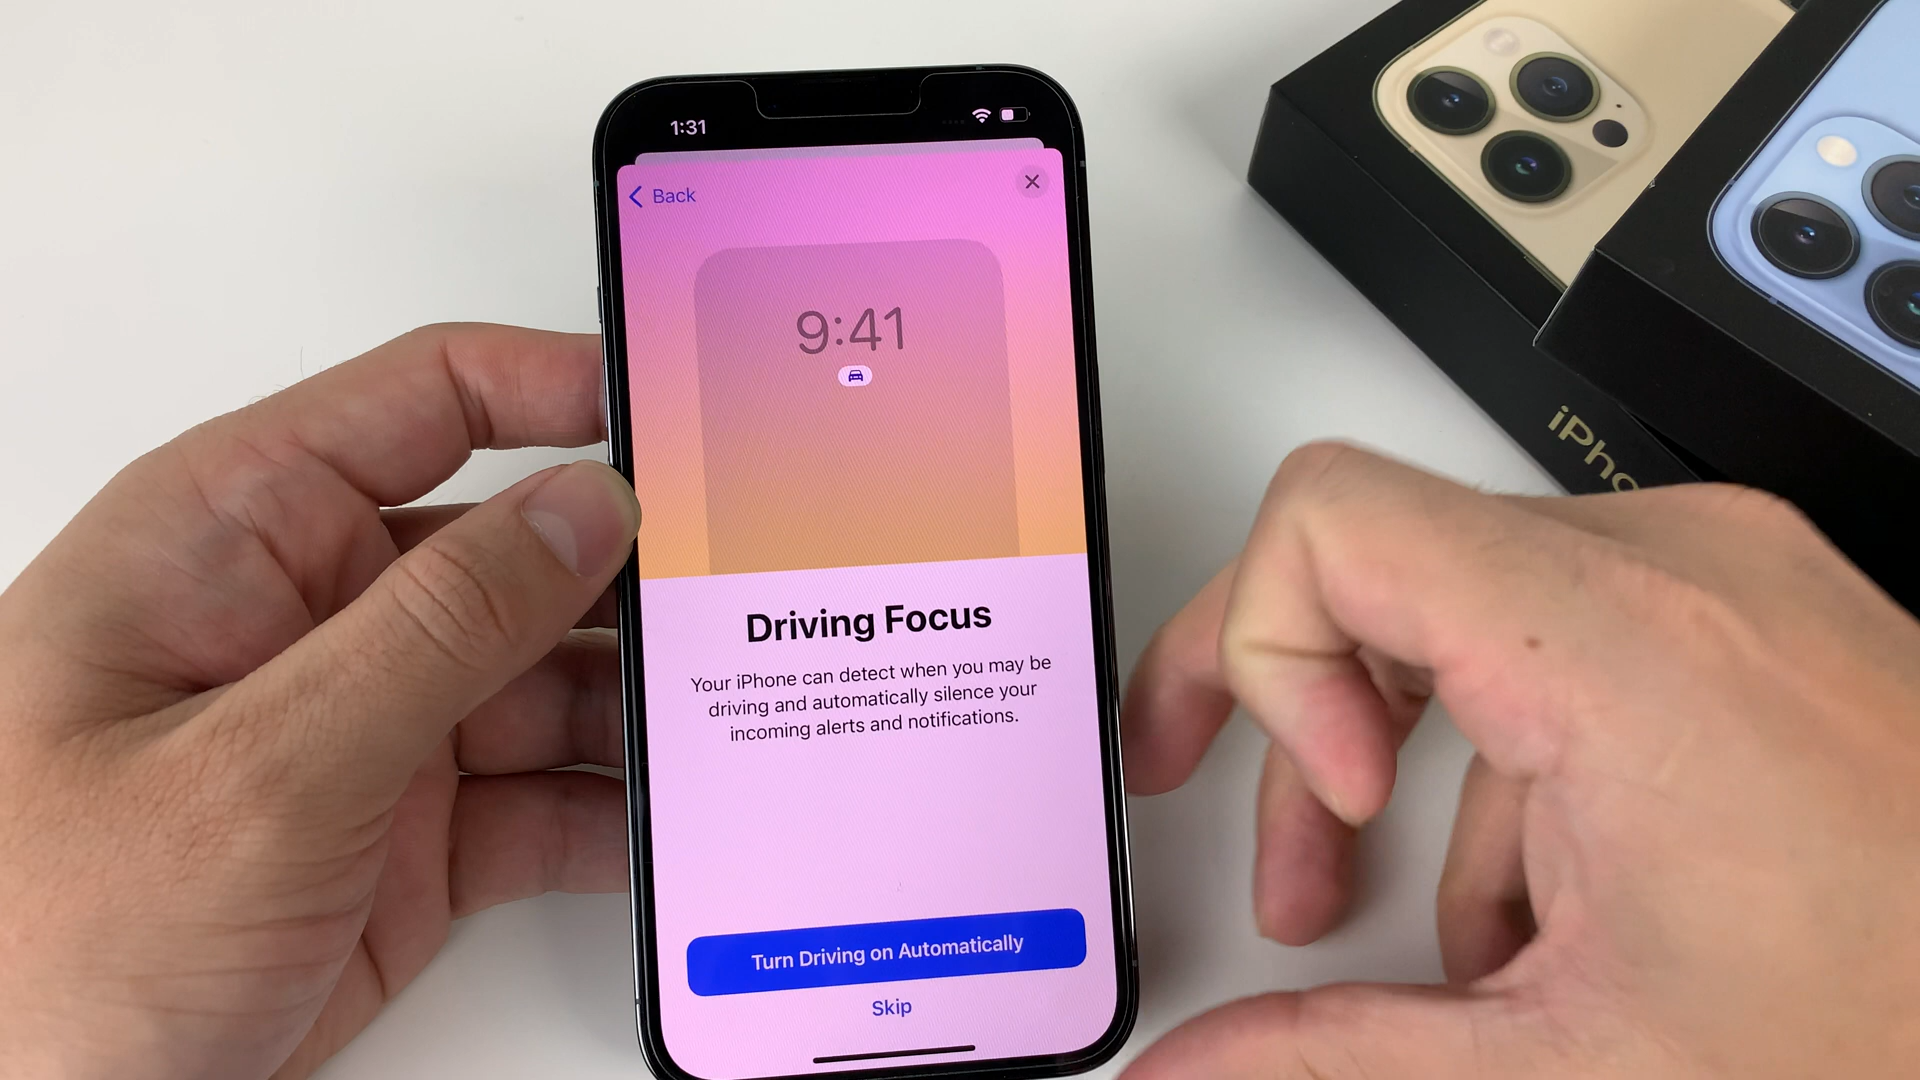 1:31
Back
9:41
Driving Focus
Your iPhone can detect when you may be
driving and automatically silence your
incoming alerts and notifications.
Turn Driving on Automatically
Skip
iPho